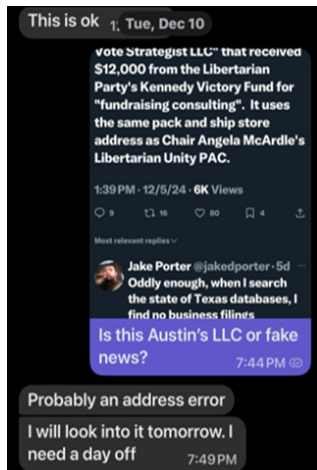 This is ok 1:
Tue, Dec 10
Vote Strategist LLC" that received
$12,000 from the Libertarian
Party's Kennedy Victory Fund for
"fundraising consulting". It uses
the same pack and ship store
address as Chair Angela McArdle's
Libertarian Unity PAC.
1:39 PM · 12/5/24 · 6K Views
9 16 80 4
Most relevant replies
Jake Porter @jakedporter · 5d ...
Oddly enough, when I search
the state of Texas databases, I
find no business filings
Is this Austin's LLC or fake
news?
7:44 PM
Probably an address error
I will look into it tomorrow. I
need a day off
7:49 PM